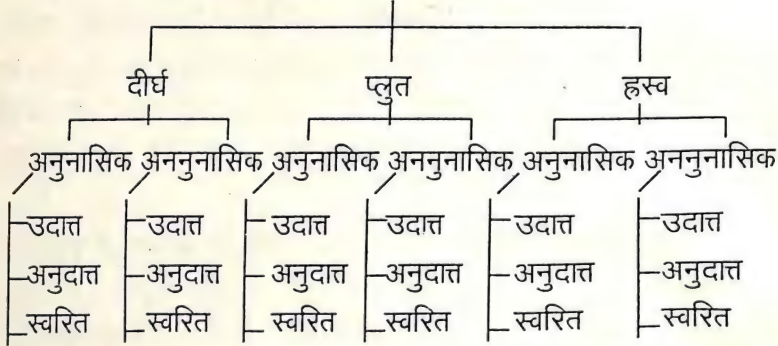 दीर्घ प्लुत ह्रस्व
अनुनासिक अननुनासिक अनुनासिक अननुनासिक अनुनासिक अननुनासिक
उदात्त उदात्त उदात्त उदात्त उदात्त उदात्त
अनुदात्त अनुदात्त अनुदात्त अनुदात्त अनुदात्त अनुदात्त
स्वरित स्वरित स्वरित स्वरित स्वरित स्वरित